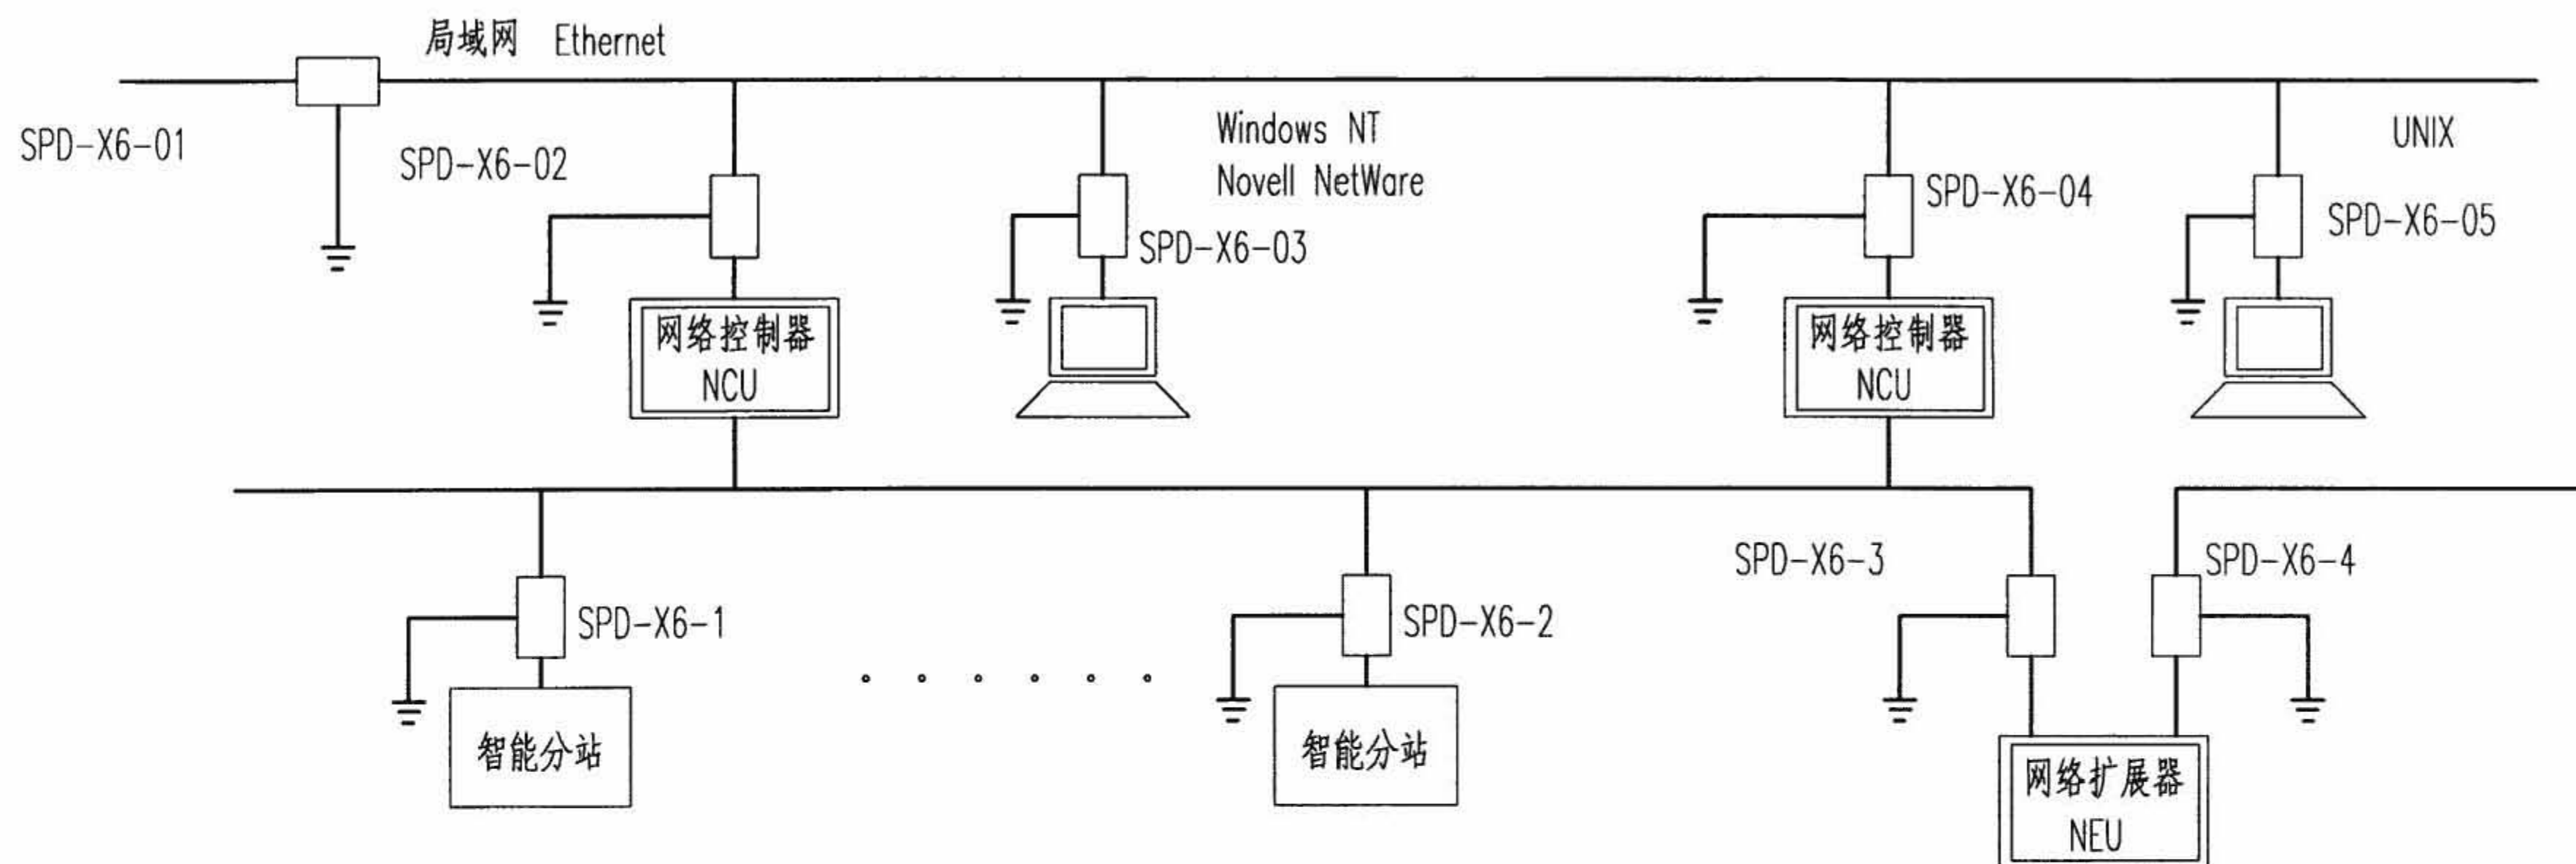 局域网 Ethernet
SPD-X6-01
SPD-X6-02
Windows NT
Novell NetWare
SPD-X6-03
SPD-X6-04
UNIX
SPD-X6-05
网络控制器
NCU
网络控制器
NCU
SPD-X6-1
SPD-X6-2
SPD-X6-3
SPD-X6-4
智能分站
智能分站
网络扩展器
NEU